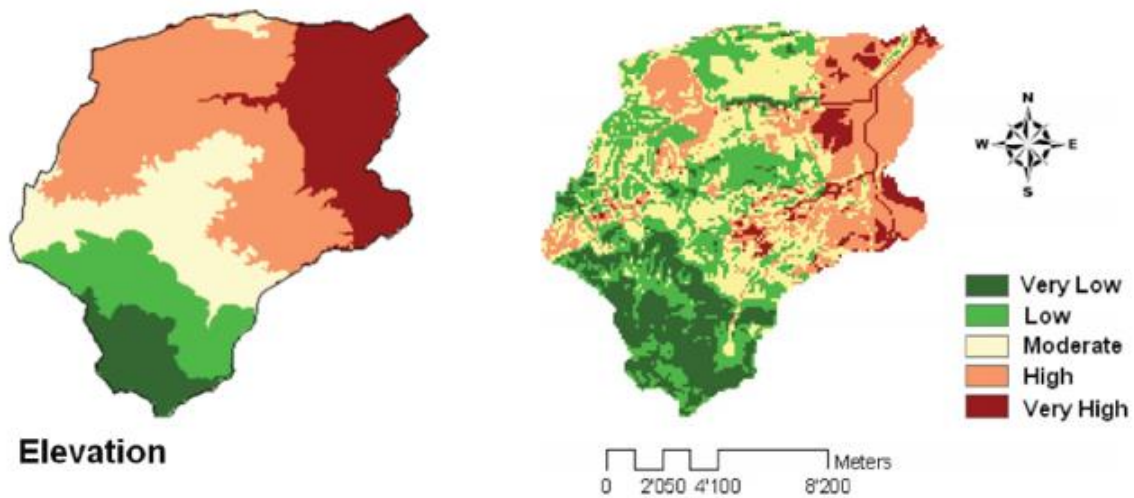 N
W E
S
Very Low
Low
Moderate
High
Very High
Elevation
Meters
0 2'050 4'100 8'200